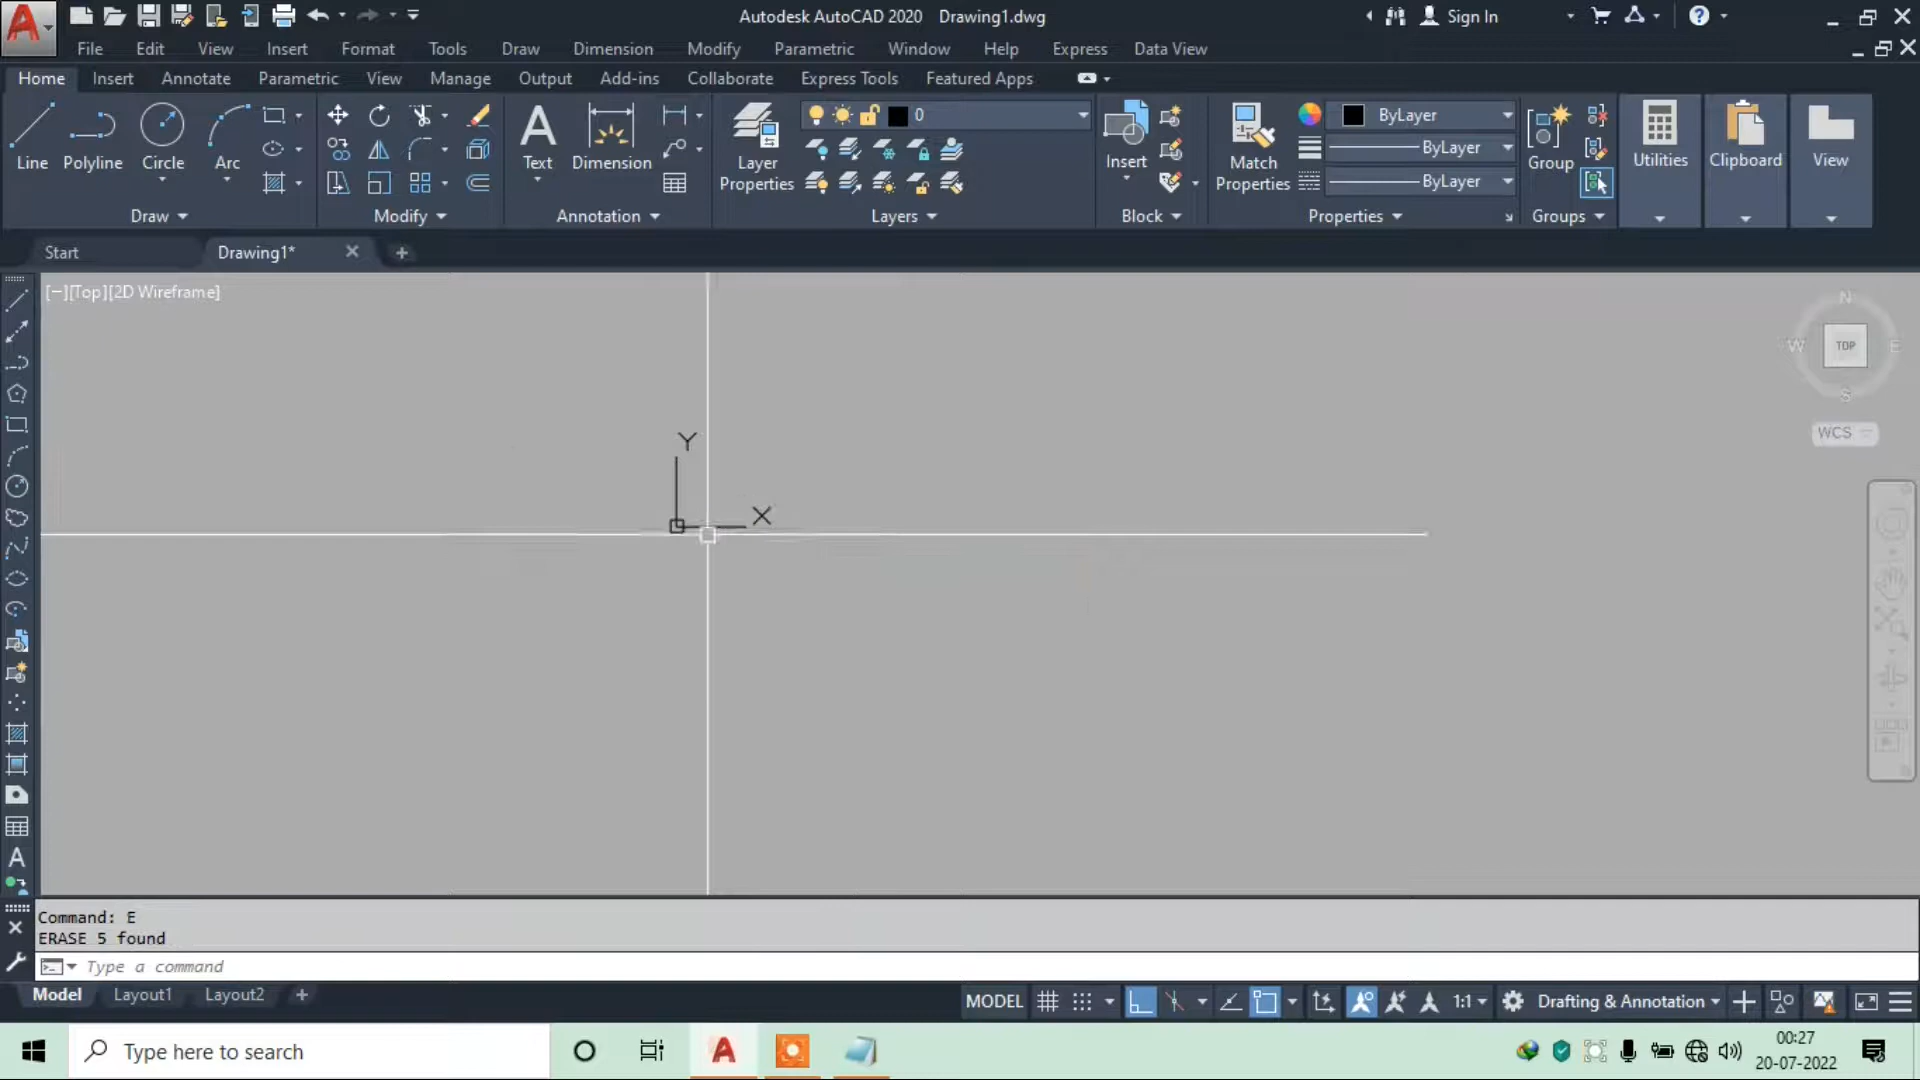 Autodesk AutoCAD 2020 Drawing1.dwg
Sign In
File Edit View Insert Format Tools Draw Dimension Modify Parametric Window Help Express Data View
Home Insert Annotate Parametric View Manage Output Add-ins Collaborate Express Tools Featured Apps
0
ByLayer
ByLayer
ByLayer
Line Polyline Circle Arc
Text Dimension
Layer
Properties
Insert
Match
Properties
Group
Utilities Clipboard View
Draw Modify Annotation Layers Block Properties Groups
Start Drawing1*
[−][Top][2D Wireframe]
N
W TOP E
S
WCS
Y
X
Command: E
ERASE 5 found
Type a command
Model Layout1 Layout2
MODEL 1:1 Drafting & Annotation
Type here to search
00:27
20-07-2022